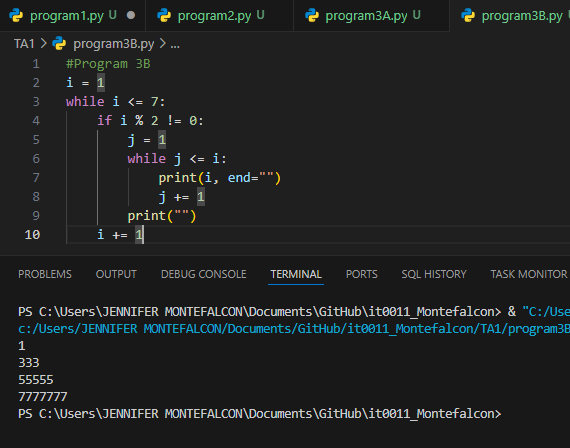 program1.py U
program2.py U
program3A.py U
program3B.py U
TA1 > program3B.py > ...
1 #Program 3B
2 i = 1
3 while i <= 7:
4     if i % 2 != 0:
5         j = 1
6         while j <= i:
7             print(i, end="")
8             j += 1
9         print("")
10     i += 1
PROBLEMS OUTPUT DEBUG CONSOLE TERMINAL PORTS SQL HISTORY TASK MONITOR
PS C:\Users\JENNIFER MONTEFALCON\Documents\GitHub\it0011_Montefalcon> & "C:/Use
c:/Users/JENNIFER MONTEFALCON/Documents/GitHub/it0011_Montefalcon/TA1/program3B
1
333
55555
7777777
PS C:\Users\JENNIFER MONTEFALCON\Documents\GitHub\it0011_Montefalcon>